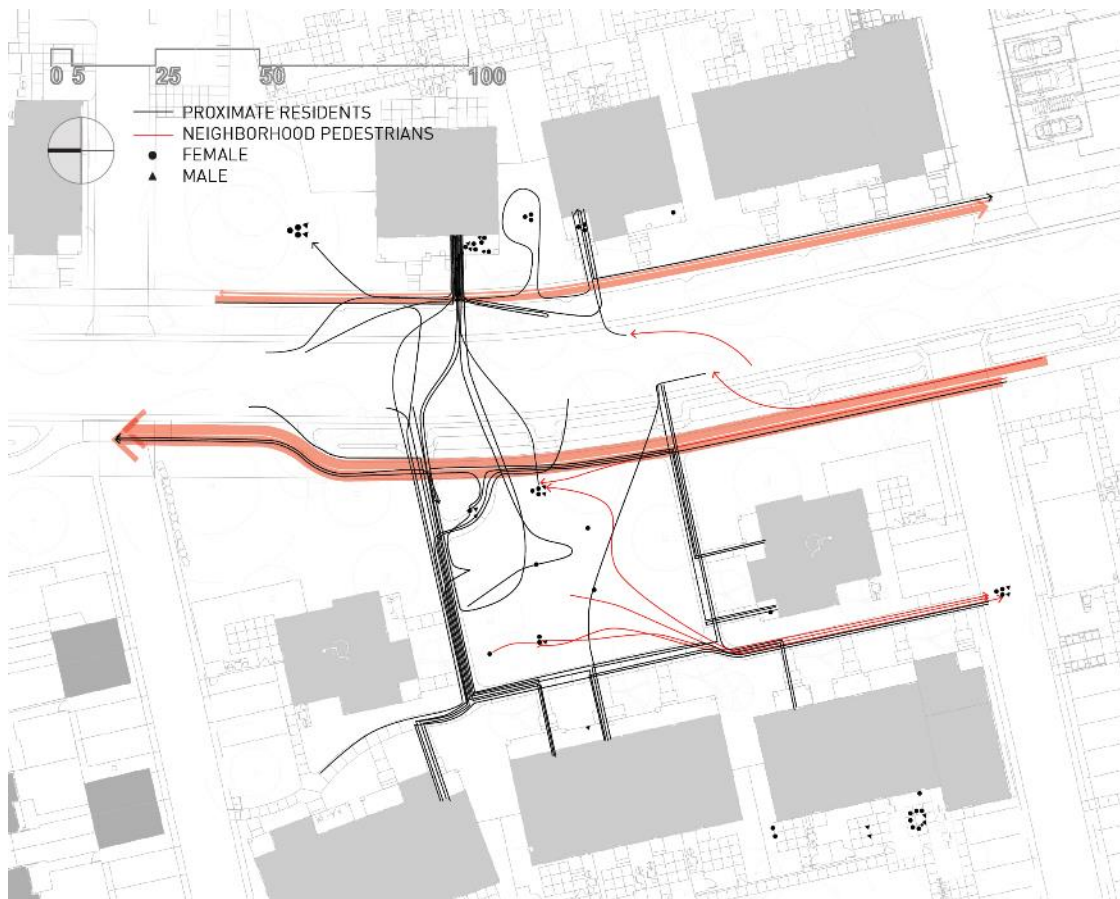 0 5 25 50 100
PROXIMATE RESIDENTS
NEIGHBORHOOD PEDESTRIANS
FEMALE
MALE